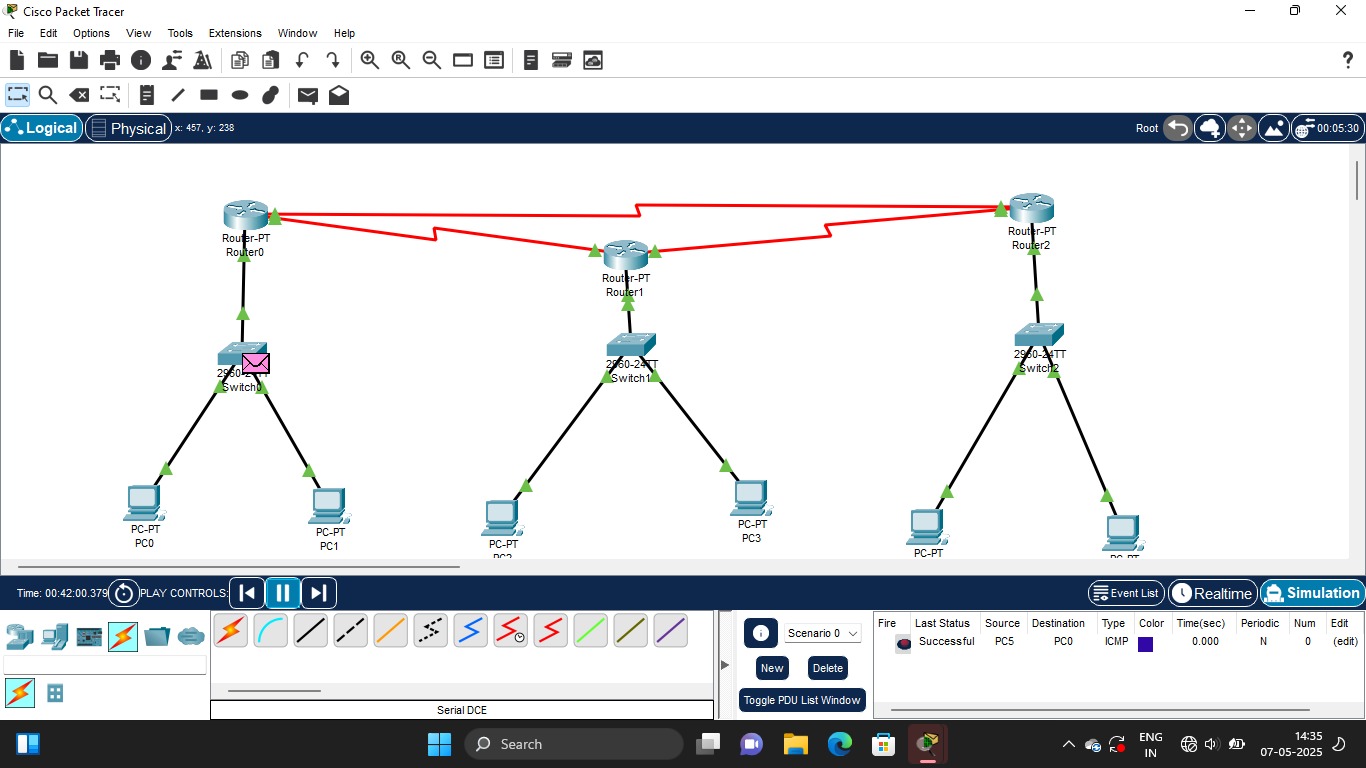 Cisco Packet Tracer
File Edit Options View Tools Extensions Window Help
Logical Physical x: 457, y: 238 Root 00:05:30
Router-PT
Router0
Router-PT
Router1
Router-PT
Router2
2960-24TT
Switch0
2960-24TT
Switch1
2960-24TT
Switch2
PC-PT
PC0
PC-PT
PC1
PC-PT
PC2
PC-PT
PC3
PC-PT
PC-PT
Time: 00:42:00.379 PLAY CONTROLS: Event List Realtime Simulation
Serial DCE
Scenario 0
New Delete
Toggle PDU List Window
Fire Last Status Source Destination Type Color Time(sec) Periodic Num Edit
Successful PC5 PC0 ICMP 0.000 N 0 (edit)
Search
ENG
IN
14:35
07-05-2025